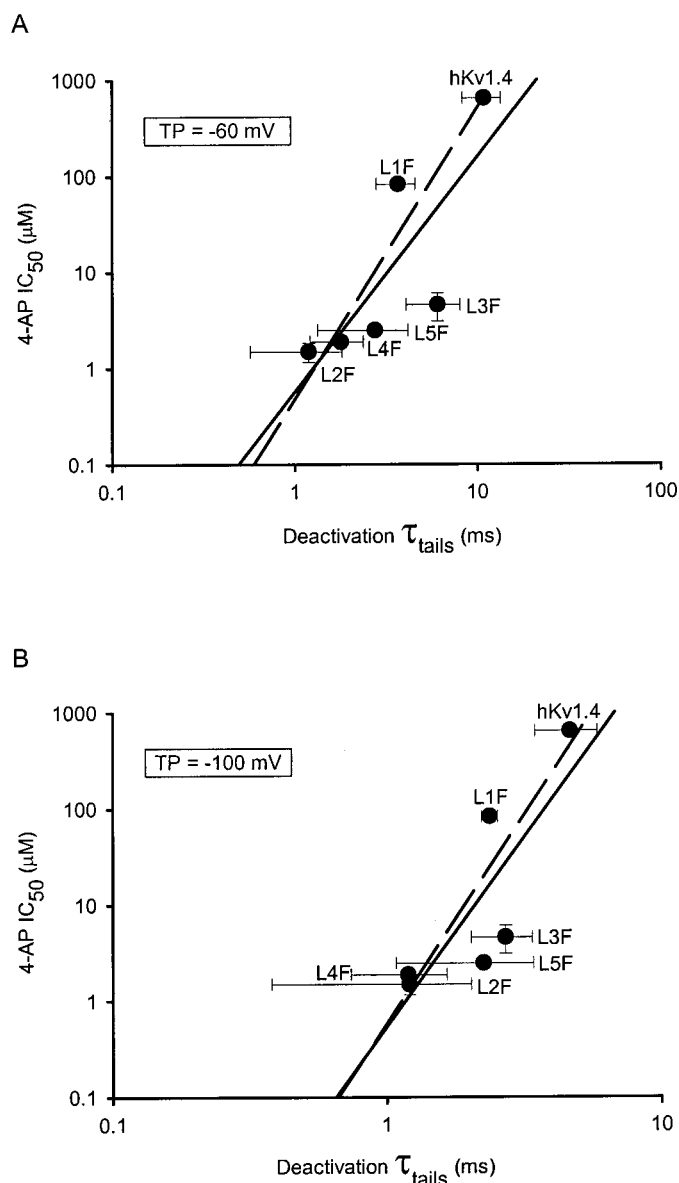 A
1000
100
10
1
0.1
4-AP IC50 (µM)
TP = -60 mV
hKv1.4
L1F
L3F
L5F
L4F
L2F
0.1
1
10
100
Deactivation τtails (ms)
B
1000
100
10
1
0.1
4-AP IC50 (µM)
TP = -100 mV
hKv1.4
L1F
L3F
L5F
L4F
L2F
0.1
1
10
Deactivation τtails (ms)